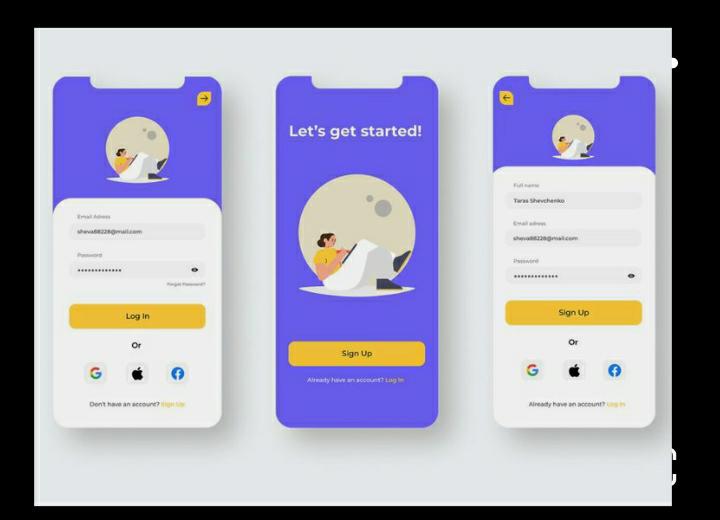 Email Adress
sheva88228@mail.com
Password
•••••••••••••
Forgot Password?
Log In
Or
Don't have an account? Sign Up
Let's get started!
Sign Up
Already have an account? Log In
Full name
Taras Shevchenko
Email adress
sheva88228@mail.com
Password
•••••••••••••
Sign Up
Or
Already have an account? Log In